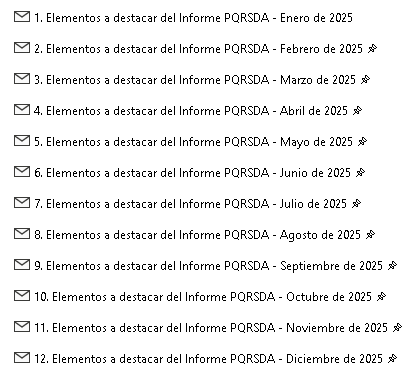 1. Elementos a destacar del Informe PQRSDA - Enero de 2025
2. Elementos a destacar del Informe PQRSDA - Febrero de 2025
3. Elementos a destacar del Informe PQRSDA - Marzo de 2025
4. Elementos a destacar del Informe PQRSDA - Abril de 2025
5. Elementos a destacar del Informe PQRSDA - Mayo de 2025
6. Elementos a destacar del Informe PQRSDA - Junio de 2025
7. Elementos a destacar del Informe PQRSDA - Julio de 2025
8. Elementos a destacar del Informe PQRSDA - Agosto de 2025
9. Elementos a destacar del Informe PQRSDA - Septiembre de 2025
10. Elementos a destacar del Informe PQRSDA - Octubre de 2025
11. Elementos a destacar del Informe PQRSDA - Noviembre de 2025
12. Elementos a destacar del Informe PQRSDA - Diciembre de 2025